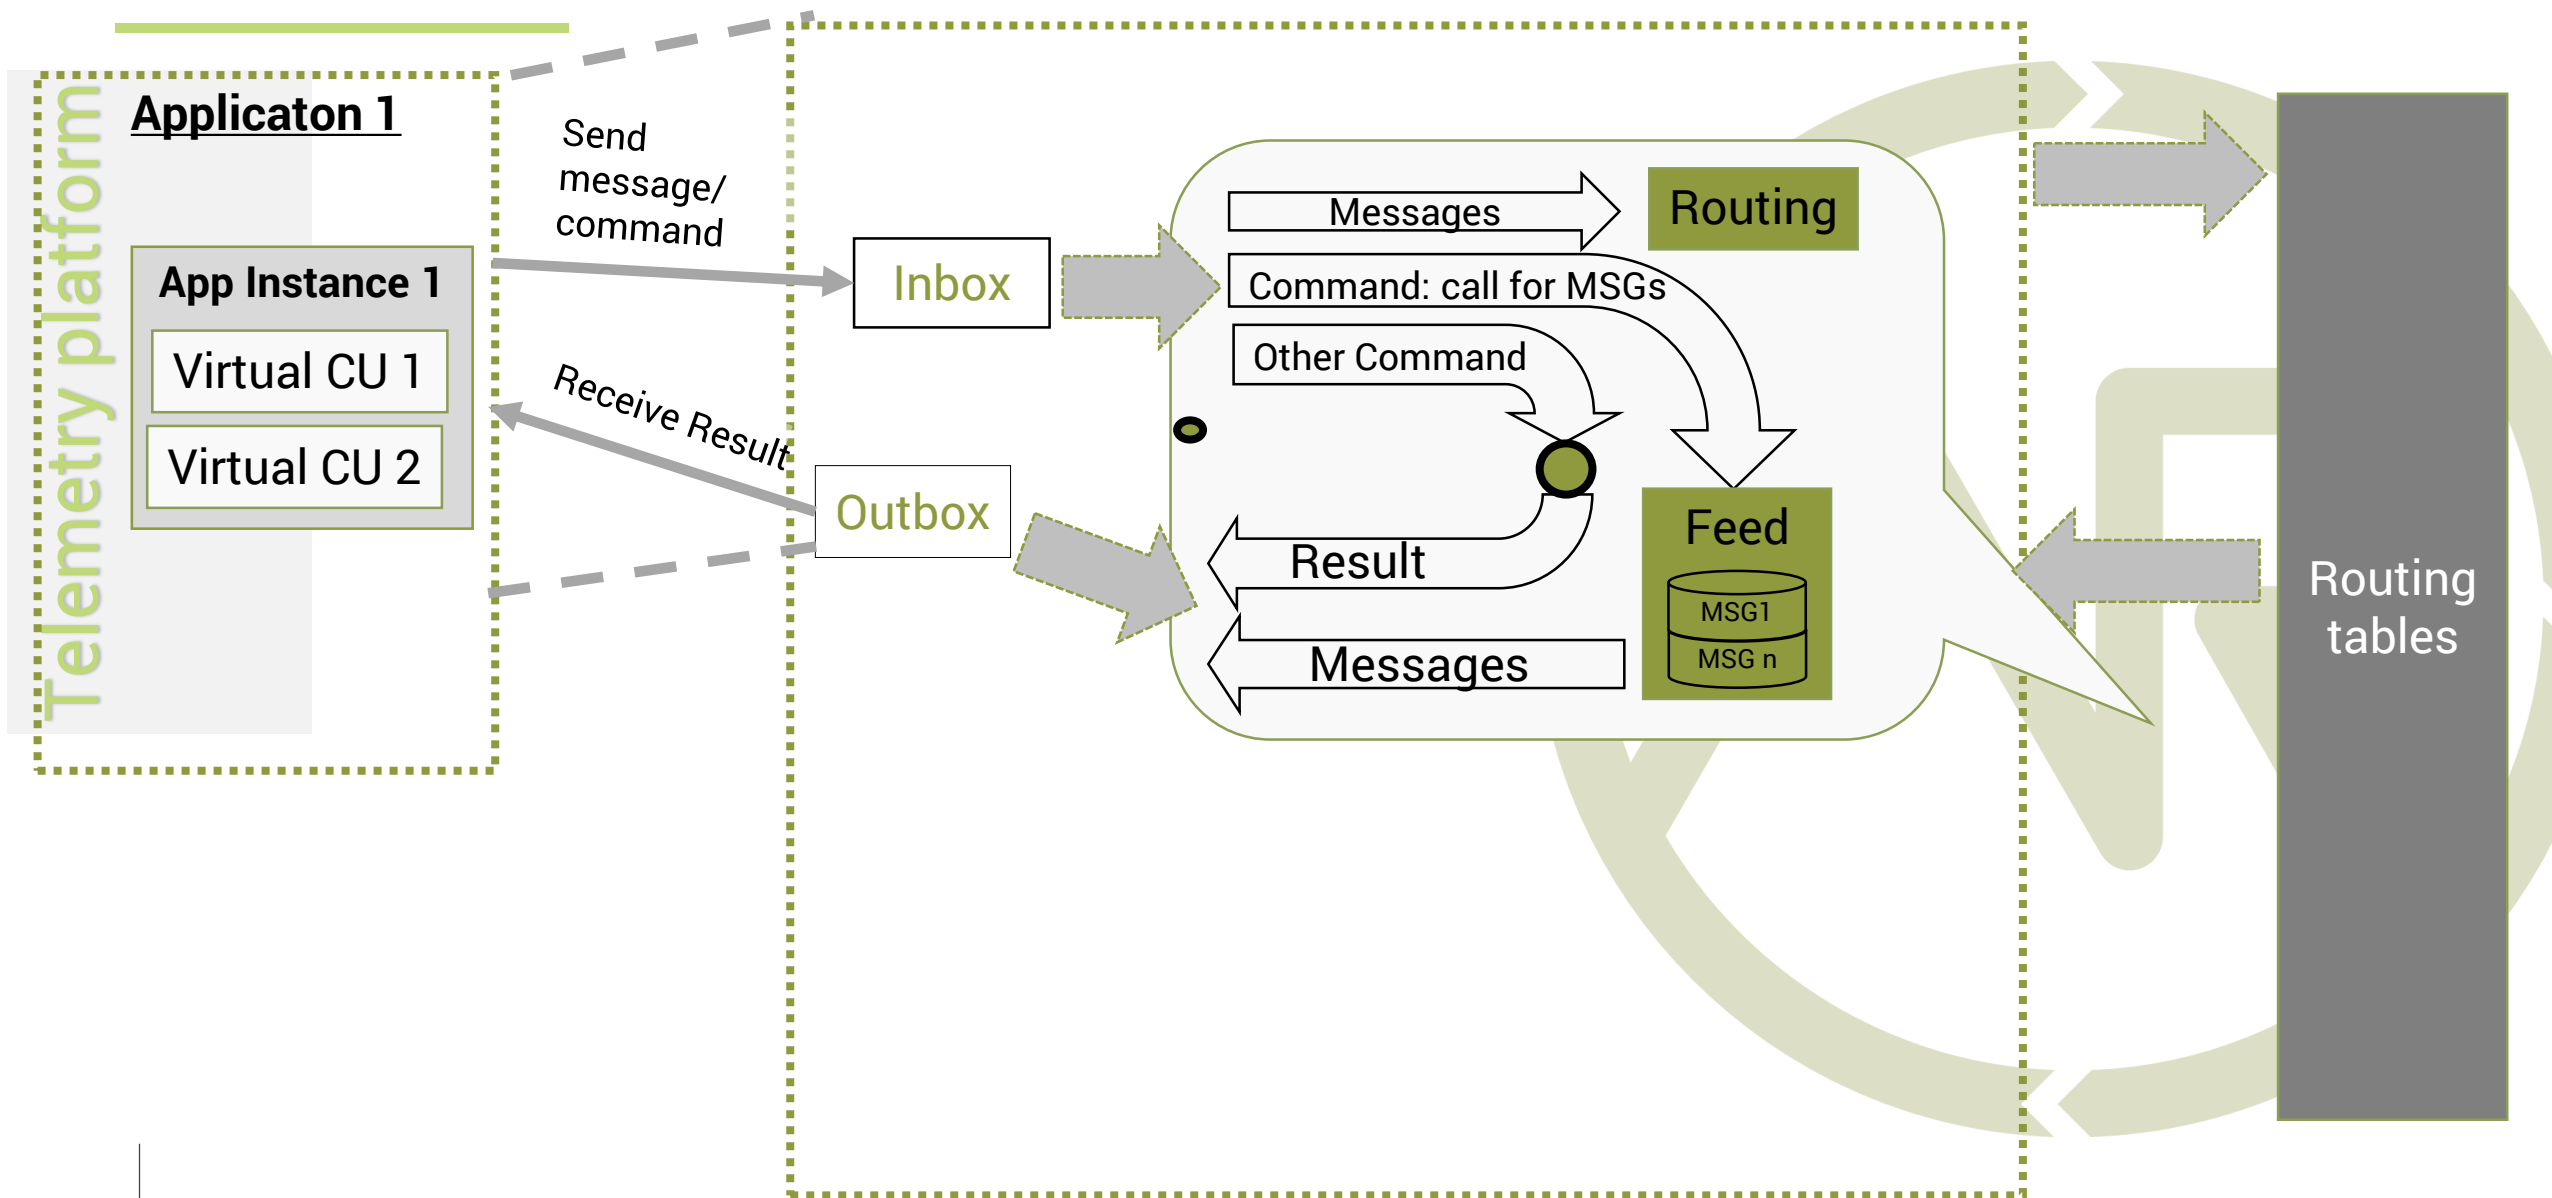 Telemetry platform
Applicaton 1
App Instance 1
Virtual CU 1
Virtual CU 2
Send
message/
command
Receive Result
Inbox
Outbox
Messages
Routing
Command: call for MSGs
Other Command
Result
Messages
Feed
MSG1
MSG n
Routing
tables